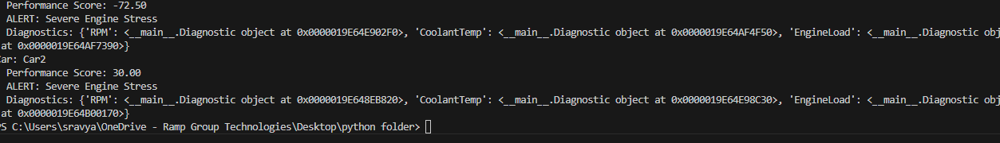 Performance Score: -72.50
ALERT: Severe Engine Stress
Diagnostics: {'RPM': <__main__.Diagnostic object at 0x0000019E64E902F0>, 'CoolantTemp': <__main__.Diagnostic object at 0x0000019E64AF4F50>, 'EngineLoad': <__main__.Diagnostic obj
at 0x0000019E64AF7390>}
Car: Car2
Performance Score: 30.00
ALERT: Severe Engine Stress
Diagnostics: {'RPM': <__main__.Diagnostic object at 0x0000019E648EB820>, 'CoolantTemp': <__main__.Diagnostic object at 0x0000019E64E98C30>, 'EngineLoad': <__main__.Diagnostic obj
at 0x0000019E64B00170>}
PS C:\Users\sravya\OneDrive - Ramp Group Technologies\Desktop\python folder>